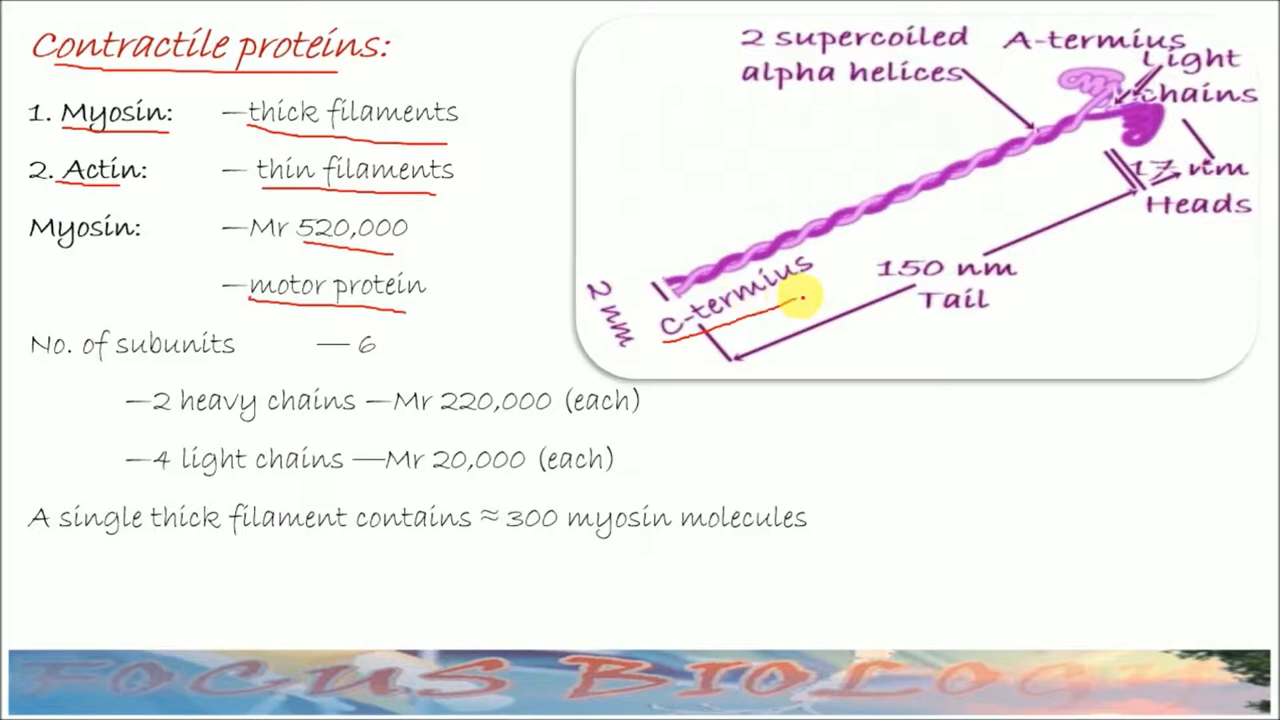 Contractile proteins:
1. Myosin: —thick filaments
2. Actin: — thin filaments
Myosin: —Mr 520,000
—motor protein
No. of subunits — 6
—2 heavy chains —Mr 220,000 (each)
—4 light chains —Mr 20,000 (each)
A single thick filament contains ≈ 300 myosin molecules
2 supercoiled
alpha helices
A-termius
Light
chains
17 nm
Heads
150 nm
Tail
C-termius
2 nm
FOCUS BIOLOGY